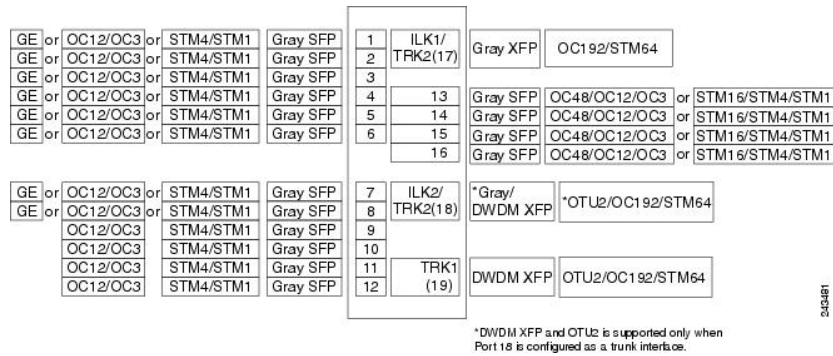 GE or OC12/OC3 or STM4/STM1 Gray SFP 1 ILK1/ Gray XFP OC192/STM64
GE or OC12/OC3 or STM4/STM1 Gray SFP 2 TRK2(17)
GE or OC12/OC3 or STM4/STM1 Gray SFP 3
GE or OC12/OC3 or STM4/STM1 Gray SFP 4 13 Gray SFP OC48/OC12/OC3 or STM16/STM4/STM1
GE or OC12/OC3 or STM4/STM1 Gray SFP 5 14 Gray SFP OC48/OC12/OC3 or STM16/STM4/STM1
GE or OC12/OC3 or STM4/STM1 Gray SFP 6 15 Gray SFP OC48/OC12/OC3 or STM16/STM4/STM1
16 Gray SFP OC48/OC12/OC3 or STM16/STM4/STM1
GE or OC12/OC3 or STM4/STM1 Gray SFP 7 ILK2/ *Gray/ *OTU2/OC192/STM64
GE or OC12/OC3 or STM4/STM1 Gray SFP 8 TRK2(18) DWDM XFP
OC12/OC3 STM4/STM1 Gray SFP 9
OC12/OC3 STM4/STM1 Gray SFP 10
OC12/OC3 STM4/STM1 Gray SFP 11 TRK1 DWDM XFP OTU2/OC192/STM64
OC12/OC3 STM4/STM1 Gray SFP 12 (19)
243481
*DWDM XFP and OTU2 is supported only when
Port 18 is configured as a trunk interface.